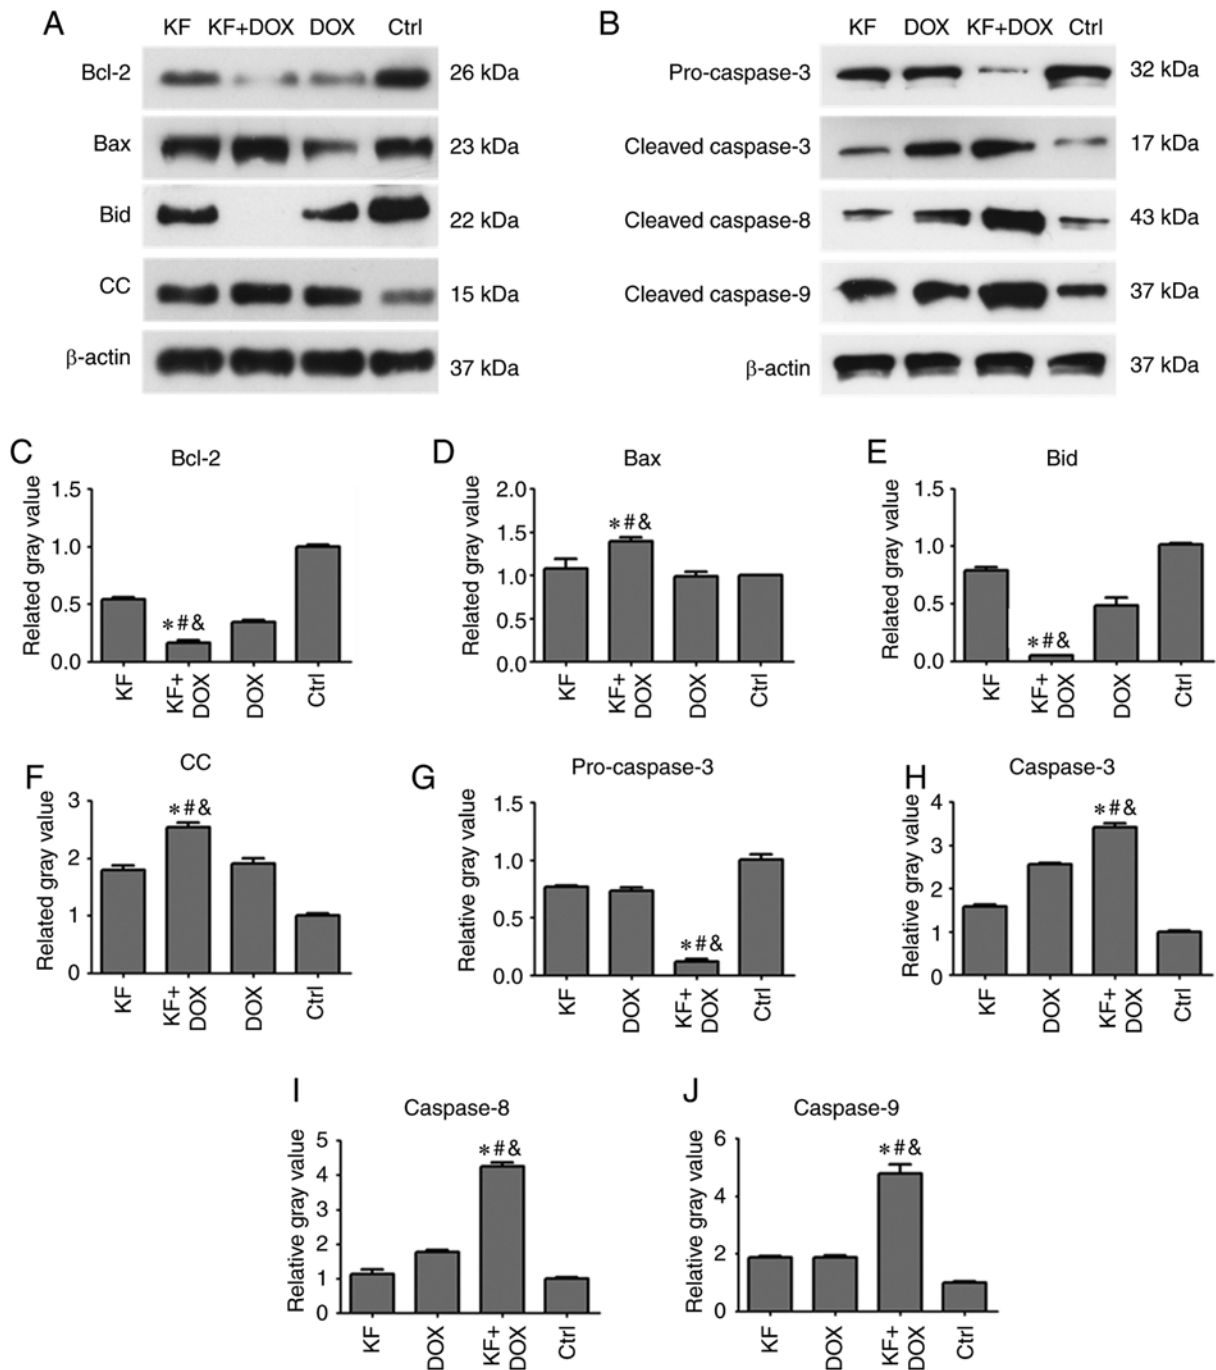 A
KF KF+DOX DOX Ctrl
Bcl-2 26 kDa
Bax 23 kDa
Bid 22 kDa
CC 15 kDa
β-actin 37 kDa
B
KF DOX KF+DOX Ctrl
Pro-caspase-3 32 kDa
Cleaved caspase-3 17 kDa
Cleaved caspase-8 43 kDa
Cleaved caspase-9 37 kDa
β-actin 37 kDa
C
Bcl-2
Related gray value
1.5
1.0
0.5
0.0
*#&
KF
KF+
DOX
DOX
Ctrl
D
Bax
Related gray value
2.0
1.5
1.0
0.5
0.0
*#&
KF
KF+
DOX
DOX
Ctrl
E
Bid
Related gray value
1.5
1.0
0.5
0.0
*#&
KF
KF+
DOX
DOX
Ctrl
F
CC
Related gray value
3
2
1
0
*#&
KF
KF+
DOX
DOX
Ctrl
G
Pro-caspase-3
Relative gray value
1.5
1.0
0.5
0.0
*#&
KF
DOX
KF+
DOX
Ctrl
H
Caspase-3
Relative gray value
4
3
2
1
0
*#&
KF
DOX
KF+
DOX
Ctrl
I
Caspase-8
Relative gray value
5
4
3
2
1
0
*#&
KF
DOX
KF+
DOX
Ctrl
J
Caspase-9
Relative gray value
6
4
2
0
*#&
KF
DOX
KF+
DOX
Ctrl